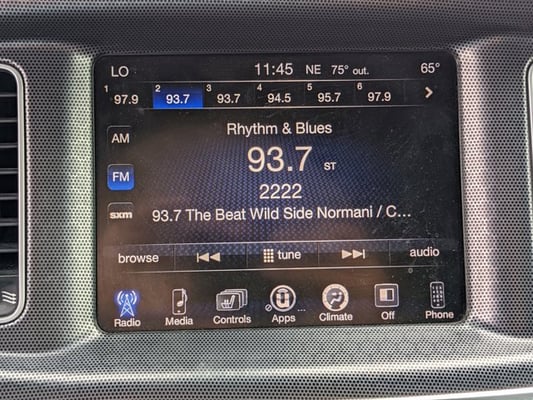 LO 11:45 NE 75° out. 65°
1 97.9 2 93.7 3 93.7 4 94.5 5 95.7 6 97.9
AM
Rhythm & Blues
FM
93.7 ST
2222
sxm
93.7 The Beat Wild Side Normani / C...
browse tune audio
Radio Media Controls Apps Climate Off Phone